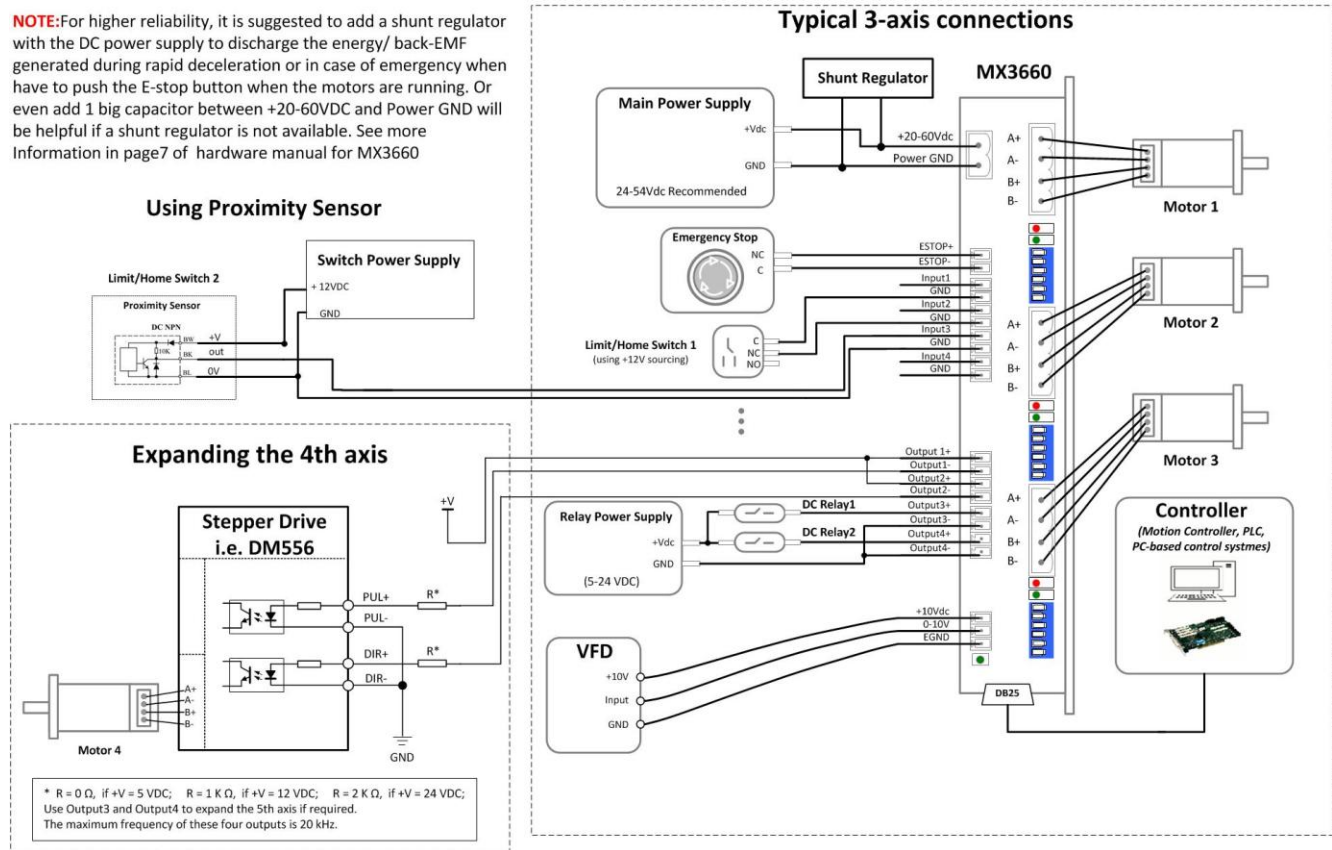 NOTE:For higher reliability, it is suggested to add a shunt regulator
with the DC power supply to discharge the energy/ back-EMF
generated during rapid deceleration or in case of emergency when
have to push the E-stop button when the motors are running. Or
even add 1 big capacitor between +20-60VDC and Power GND will
be helpful if a shunt regulator is not available. See more
Information in page7 of hardware manual for MX3660
Using Proximity Sensor
Limit/Home Switch 2
Proximity Sensor
DC NPN
10K
BW
+V
BK
out
BL
0V
Switch Power Supply
+ 12VDC
GND
Expanding the 4th axis
Stepper Drive
i.e. DM556
+V
PUL+
R*
PUL-
DIR+
R*
DIR-
GND
A+
A-
B+
B-
Motor 4
* R = 0 Ω, if +V = 5 VDC; R = 1 K Ω, if +V = 12 VDC; R = 2 K Ω, if +V = 24 VDC;
Use Output3 and Output4 to expand the 5th axis if required.
The maximum frequency of these four outputs is 20 kHz.
Typical 3-axis connections
Shunt Regulator
MX3660
Main Power Supply
+Vdc
GND
24-54Vdc Recommended
+20-60Vdc
Power GND
Emergency Stop
NC
C
ESTOP+
ESTOP-
Input1
GND
Input2
GND
Input3
GND
Input4
GND
Limit/Home Switch 1
(using +12V sourcing)
C
NC
NO
Output 1+
Output1-
Output2+
Output2-
Output3+
Output3-
Output4+
Output4-
Relay Power Supply
+Vdc
GND
(5-24 VDC)
DC Relay1
DC Relay2
+10Vdc
0-10V
EGND
VFD
+10V
Input
GND
A+
A-
B+
B-
Motor 1
A+
A-
B+
B-
Motor 2
A+
A-
B+
B-
Motor 3
DB25
Controller
(Motion Controller, PLC,
PC-based control systmes)